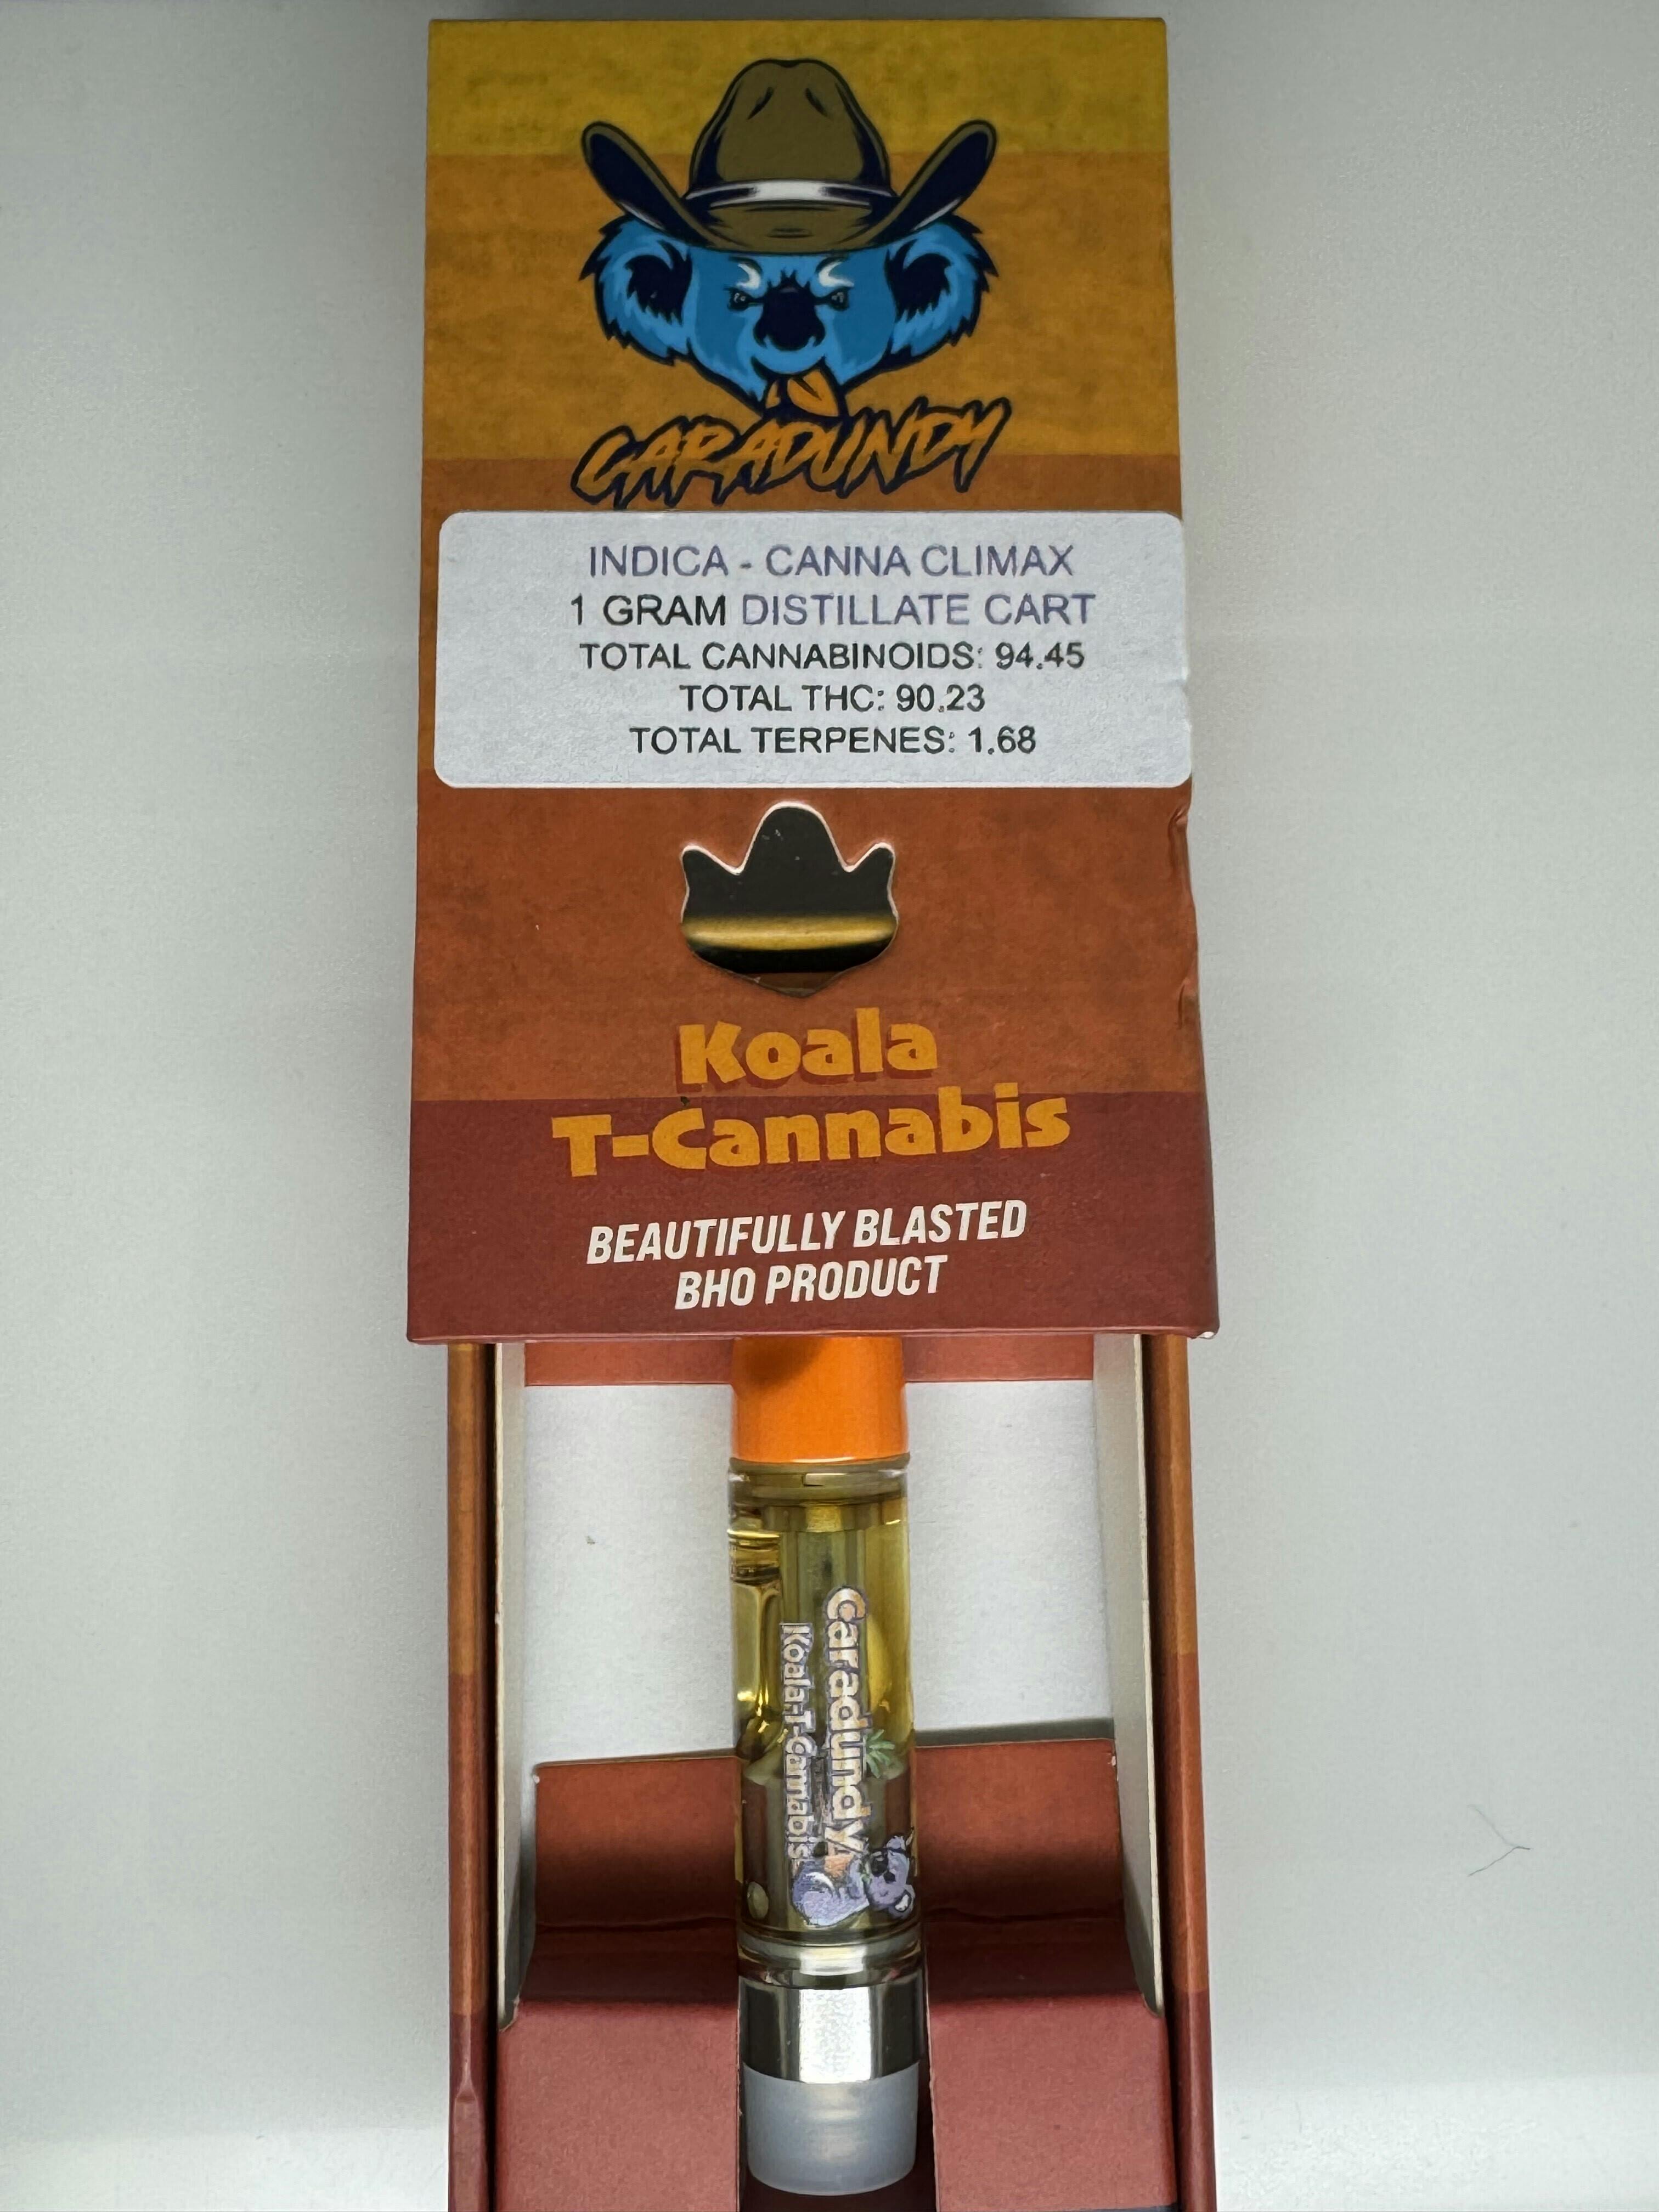 CARADUNDY
INDICA - CANNA CLIMAX
1 GRAM DISTILLATE CART
TOTAL CANNABINOIDS: 94.45
TOTAL THC: 90.23
TOTAL TERPENES: 1.68
Koala
T-Cannabis
BEAUTIFULLY BLASTED
BHO PRODUCT
Caradundy
Koala-T-Cannabis